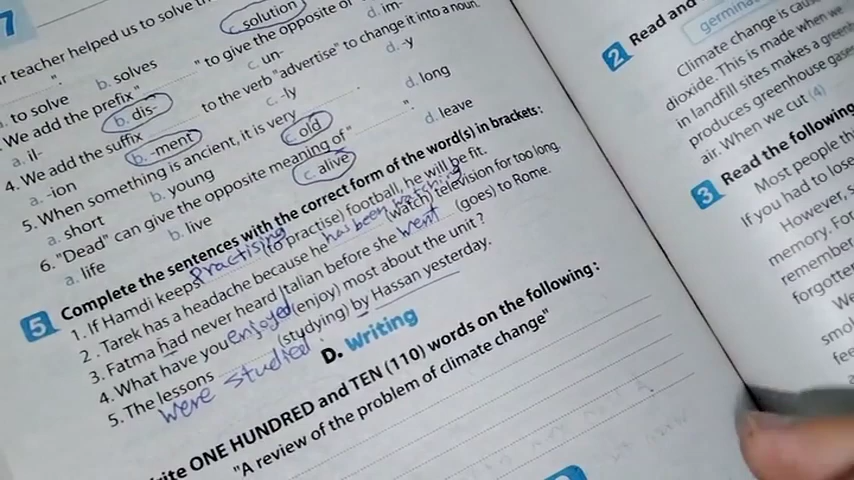 7
r teacher helped us to solve th
c. solution
". to solve b. solves
We add the prefix " " to give the opposite of
a. il- b. dis- c. un- d. im-
4. We add the suffix to the verb "advertise" to change it into a noun.
a. -ion b. -ment c. -ly d. -y
5. When something is ancient, it is very .
a. short b. young c. old d. long
6. "Dead" can give the opposite meaning of " ".
a. life b. live c. alive d. leave
5 Complete the sentences with the correct form of the word(s) in brackets:
1. If Hamdi keeps practising (to practise) football, he will be fit.
2. Tarek has a headache because he has been watching (watch) television for too long.
3. Fatma had never heard Italian before she went (goes) to Rome.
4. What have you enjoyed (enjoy) most about the unit?
5. The lessons were studied (studying) by Hassan yesterday.
D. Writing
rite ONE HUNDRED and TEN (110) words on the following:
"A review of the problem of climate change"
2 Read and
germina
Climate change is caus
dioxide. This is made when we
in landfill sites makes a greenh
produces greenhouse gases
air. When we cut (4)
3 Read the following
Most people thi
If you had to lose
However, s
memory. For
remember
forgotten
We
smok
fee